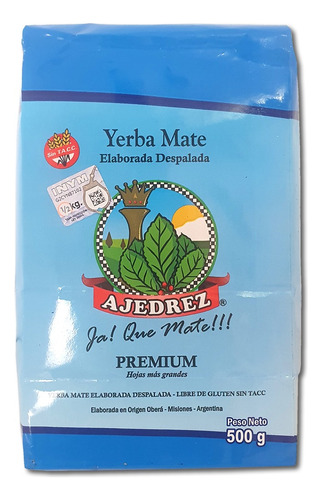 Yerba Mate
Elaborada Despalada
Sin T.A.C.C.
INYM
1/2 kg.
AJEDREZ®
Ja! Que Mate!!!
PREMIUM
Hojas más grandes
YERBA MATE ELABORADA DESPALADA - LIBRE DE GLUTEN SIN TACC
Elaborada en Origen Oberá - Misiones - Argentina
Peso Neto
500 g